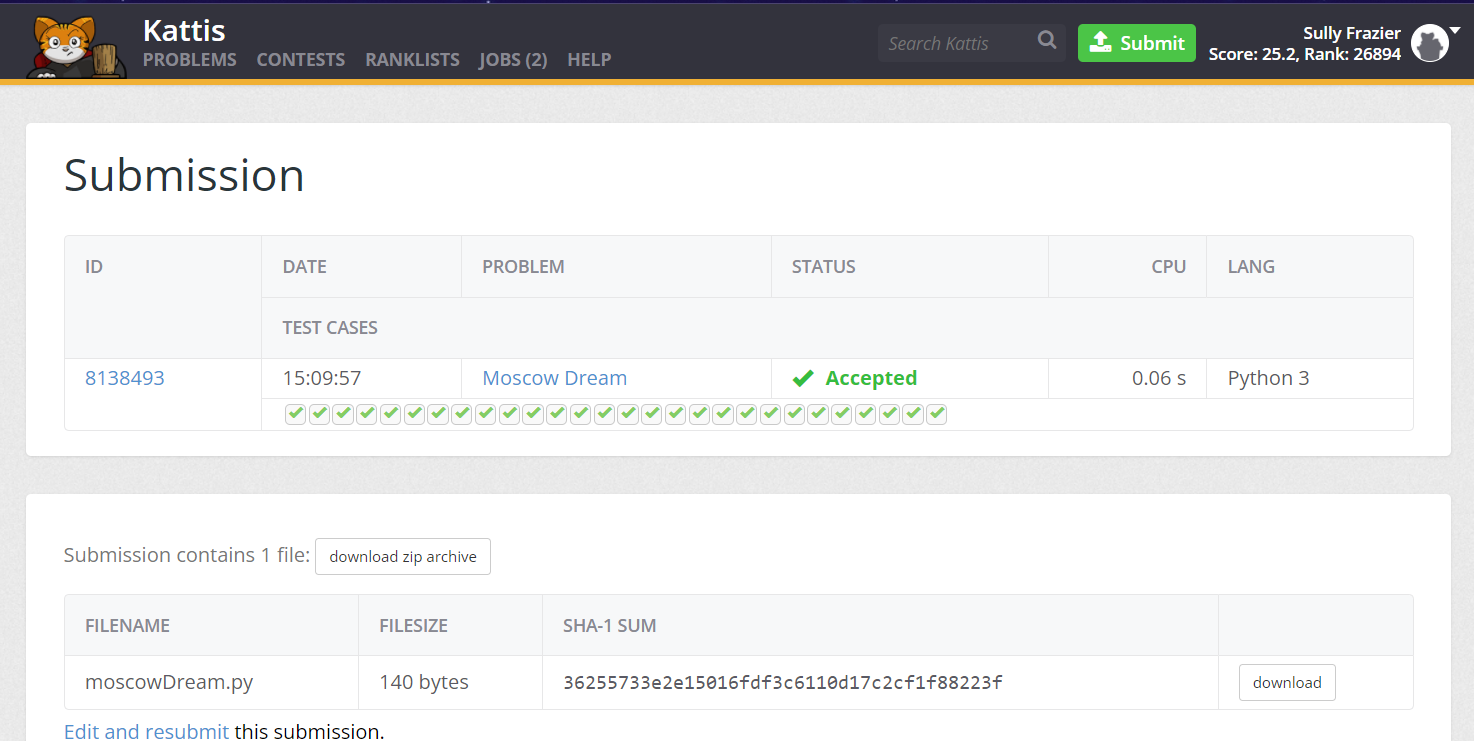 Kattis
PROBLEMS CONTESTS RANKLISTS JOBS (2) HELP
Search Kattis
Submit
Sully Frazier
Score: 25.2, Rank: 26894
Submission
ID DATE PROBLEM STATUS CPU LANG
TEST CASES
8138493 15:09:57 Moscow Dream Accepted 0.06 s Python 3
Submission contains 1 file: download zip archive
FILENAME FILESIZE SHA-1 SUM
moscowDream.py 140 bytes 36255733e2e15016fdf3c6110d17c2cf1f88223f download
Edit and resubmit this submission.